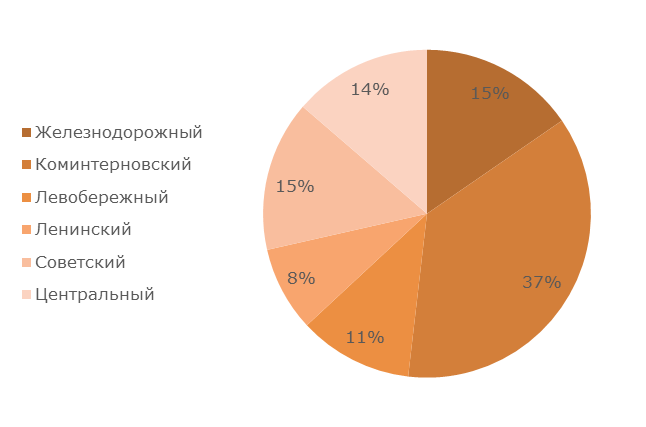 Железнодорожный
Коминтерновский
Левобережный
Ленинский
Советский
Центральный
15%
37%
11%
8%
15%
14%